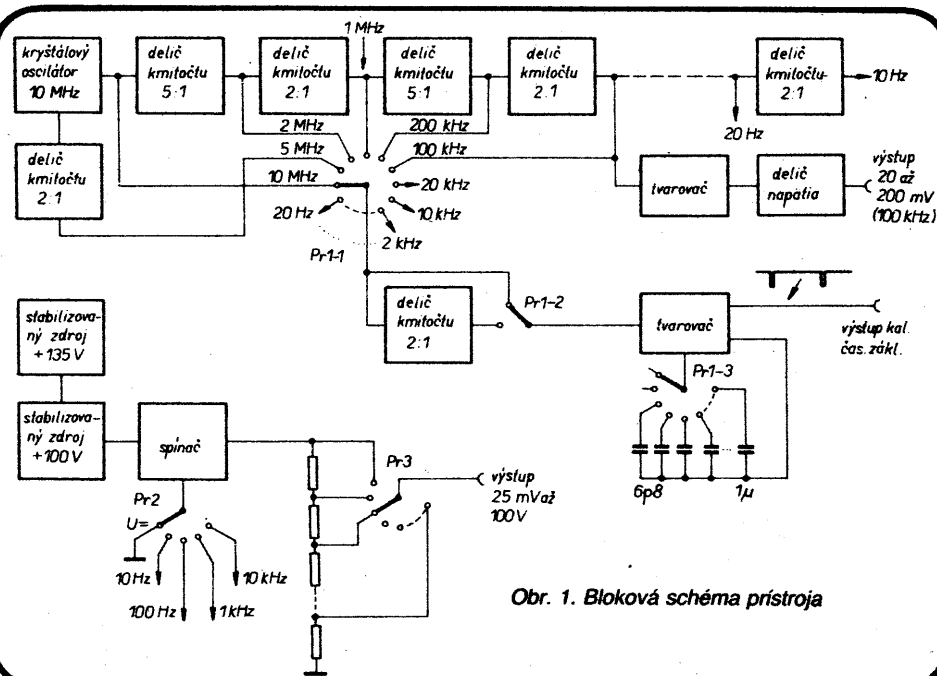 1 MHz
kryštálový
oscilátor
10 MHz
delič
kmitočtu
5:1
delič
kmitočtu
2:1
delič
kmitočtu
5:1
delič
kmitočtu
2:1
delič
kmitočtu
2:1
10 Hz
2 MHz
200 kHz
20 Hz
5 MHz
100 kHz
delič
kmitočtu
2:1
10 MHz
20 kHz
10 kHz
20 Hz
2 kHz
Pr1-1
tvarovač
delič
napätia
výstup
20 až
200 mV
(100 kHz)
delič
kmitočtu
2:1
Pr1-2
tvarovač
výstup kal.
čas. zákl.
Pr1-3
6p8
1μ
stabilizova-
ný zdroj
+135 V
stabilizova-
ný zdroj
+100 V
spínač
Pr2
U=
10 Hz
100 Hz
1 kHz
10 kHz
Pr3
výstup
25 mV až
100 V
Obr. 1. Bloková schéma prístroja